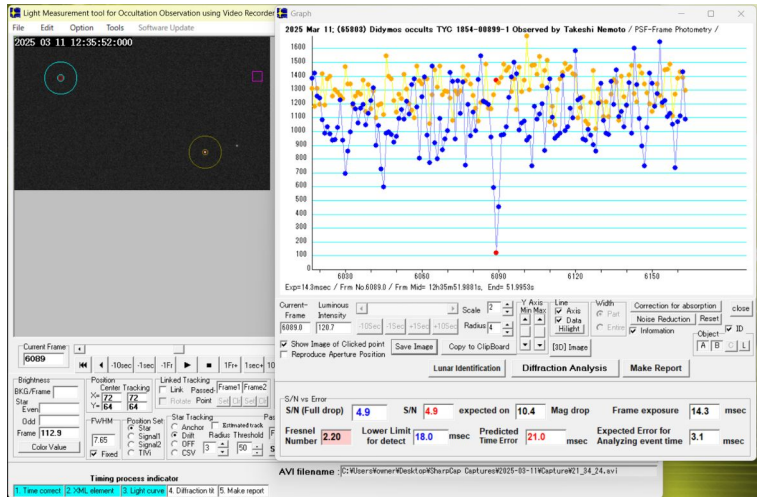 Light Measurement tool for Occultation Observation using Video Recorder
File Edit Option Tools Software Update
2025 03 11 12:35:52:000
Graph
2025 Mar 11; (65803) Didymos occults TYC 1854-00899-1 Observed by Takeshi Nemoto / PSF-Frame Photometry /
1600
1500
1400
1300
1200
1100
1000
900
800
700
600
500
400
300
200
100
0
6030 6060 6090 6120 6150
Exp=14.3msec / Frm No.6089.0 / Frm Mid= 12h35m51.9881s, End= 51.9953s
Current-Frame
6089.0
Luminous Intensity
120.7
-10Sec -1Sec +1Sec +10Sec
Scale 2
Radius 4
Y Axis
Min Max
Line
Axis
Data
Hilight
Width
Part
Entire
Correction for absorption
close
Noise Reduction Reset
Information
ID
Object
A B C L
Show Image of Clicked point
Reproduce Aperture Position
Save Image
Copy to ClipBoard
[3D] Image
Lunar Identification
Diffraction Analysis
Make Report
S/N vs Error
S/N (Full drop) 4.9 S/N 4.9 expected on 10.4 Mag drop Frame exposure 14.3 msec
Fresnel Number 2.20 Lower Limit for detect 18.0 msec Predicted Time Error 21.0 msec Expected Error for Analyzing event time 3.1 msec
AVI filename : C:¥Users¥owner¥Desktop¥SharpCap Captures¥2025-03-11¥Capture¥21_34_24.avi
Current Frame
6089
-10sec -1sec -1Fr 1Fr+ 1sec+
Brightness
BKG/Frame
Star
Even
Odd
Frame 112.9
Color Value
Position
Center Tracking
X= 72 72
Y= 64 64
FWHM
7.65
Fixed
Position Set
Star
Signal1
Signal2
TIVi
Linked Tracking
Link Passed- Frame1 Frame2
Rotate Point Set Clr Set
Star Tracking
Anchor
Drift
OFF
CSV
Estimated track
Radius Threshold
3 50
Timing process indicator
1. Time correct 2. XML element 3. Light curve 4. Diffraction tit 5. Make report